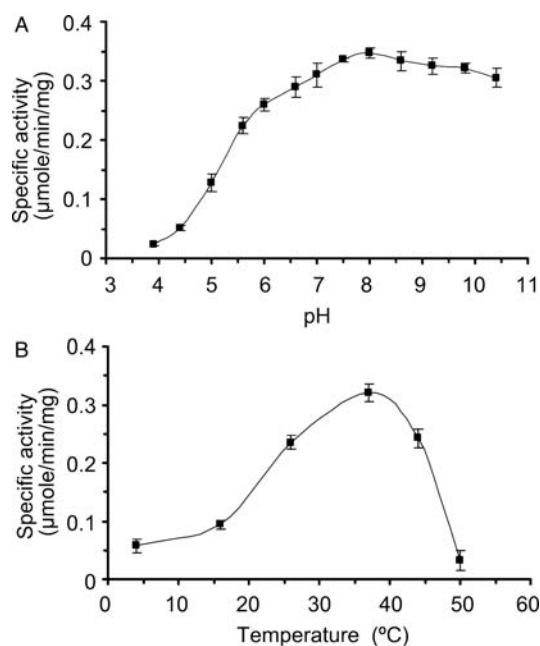 A
0.4
0.3
0.2
0.1
0
Specific activity
(μmole/min/mg)
3 4 5 6 7 8 9 10 11
pH
B
0.4
0.3
0.2
0.1
0
Specific activity
(μmole/min/mg)
0 10 20 30 40 50 60
Temperature (ºC)